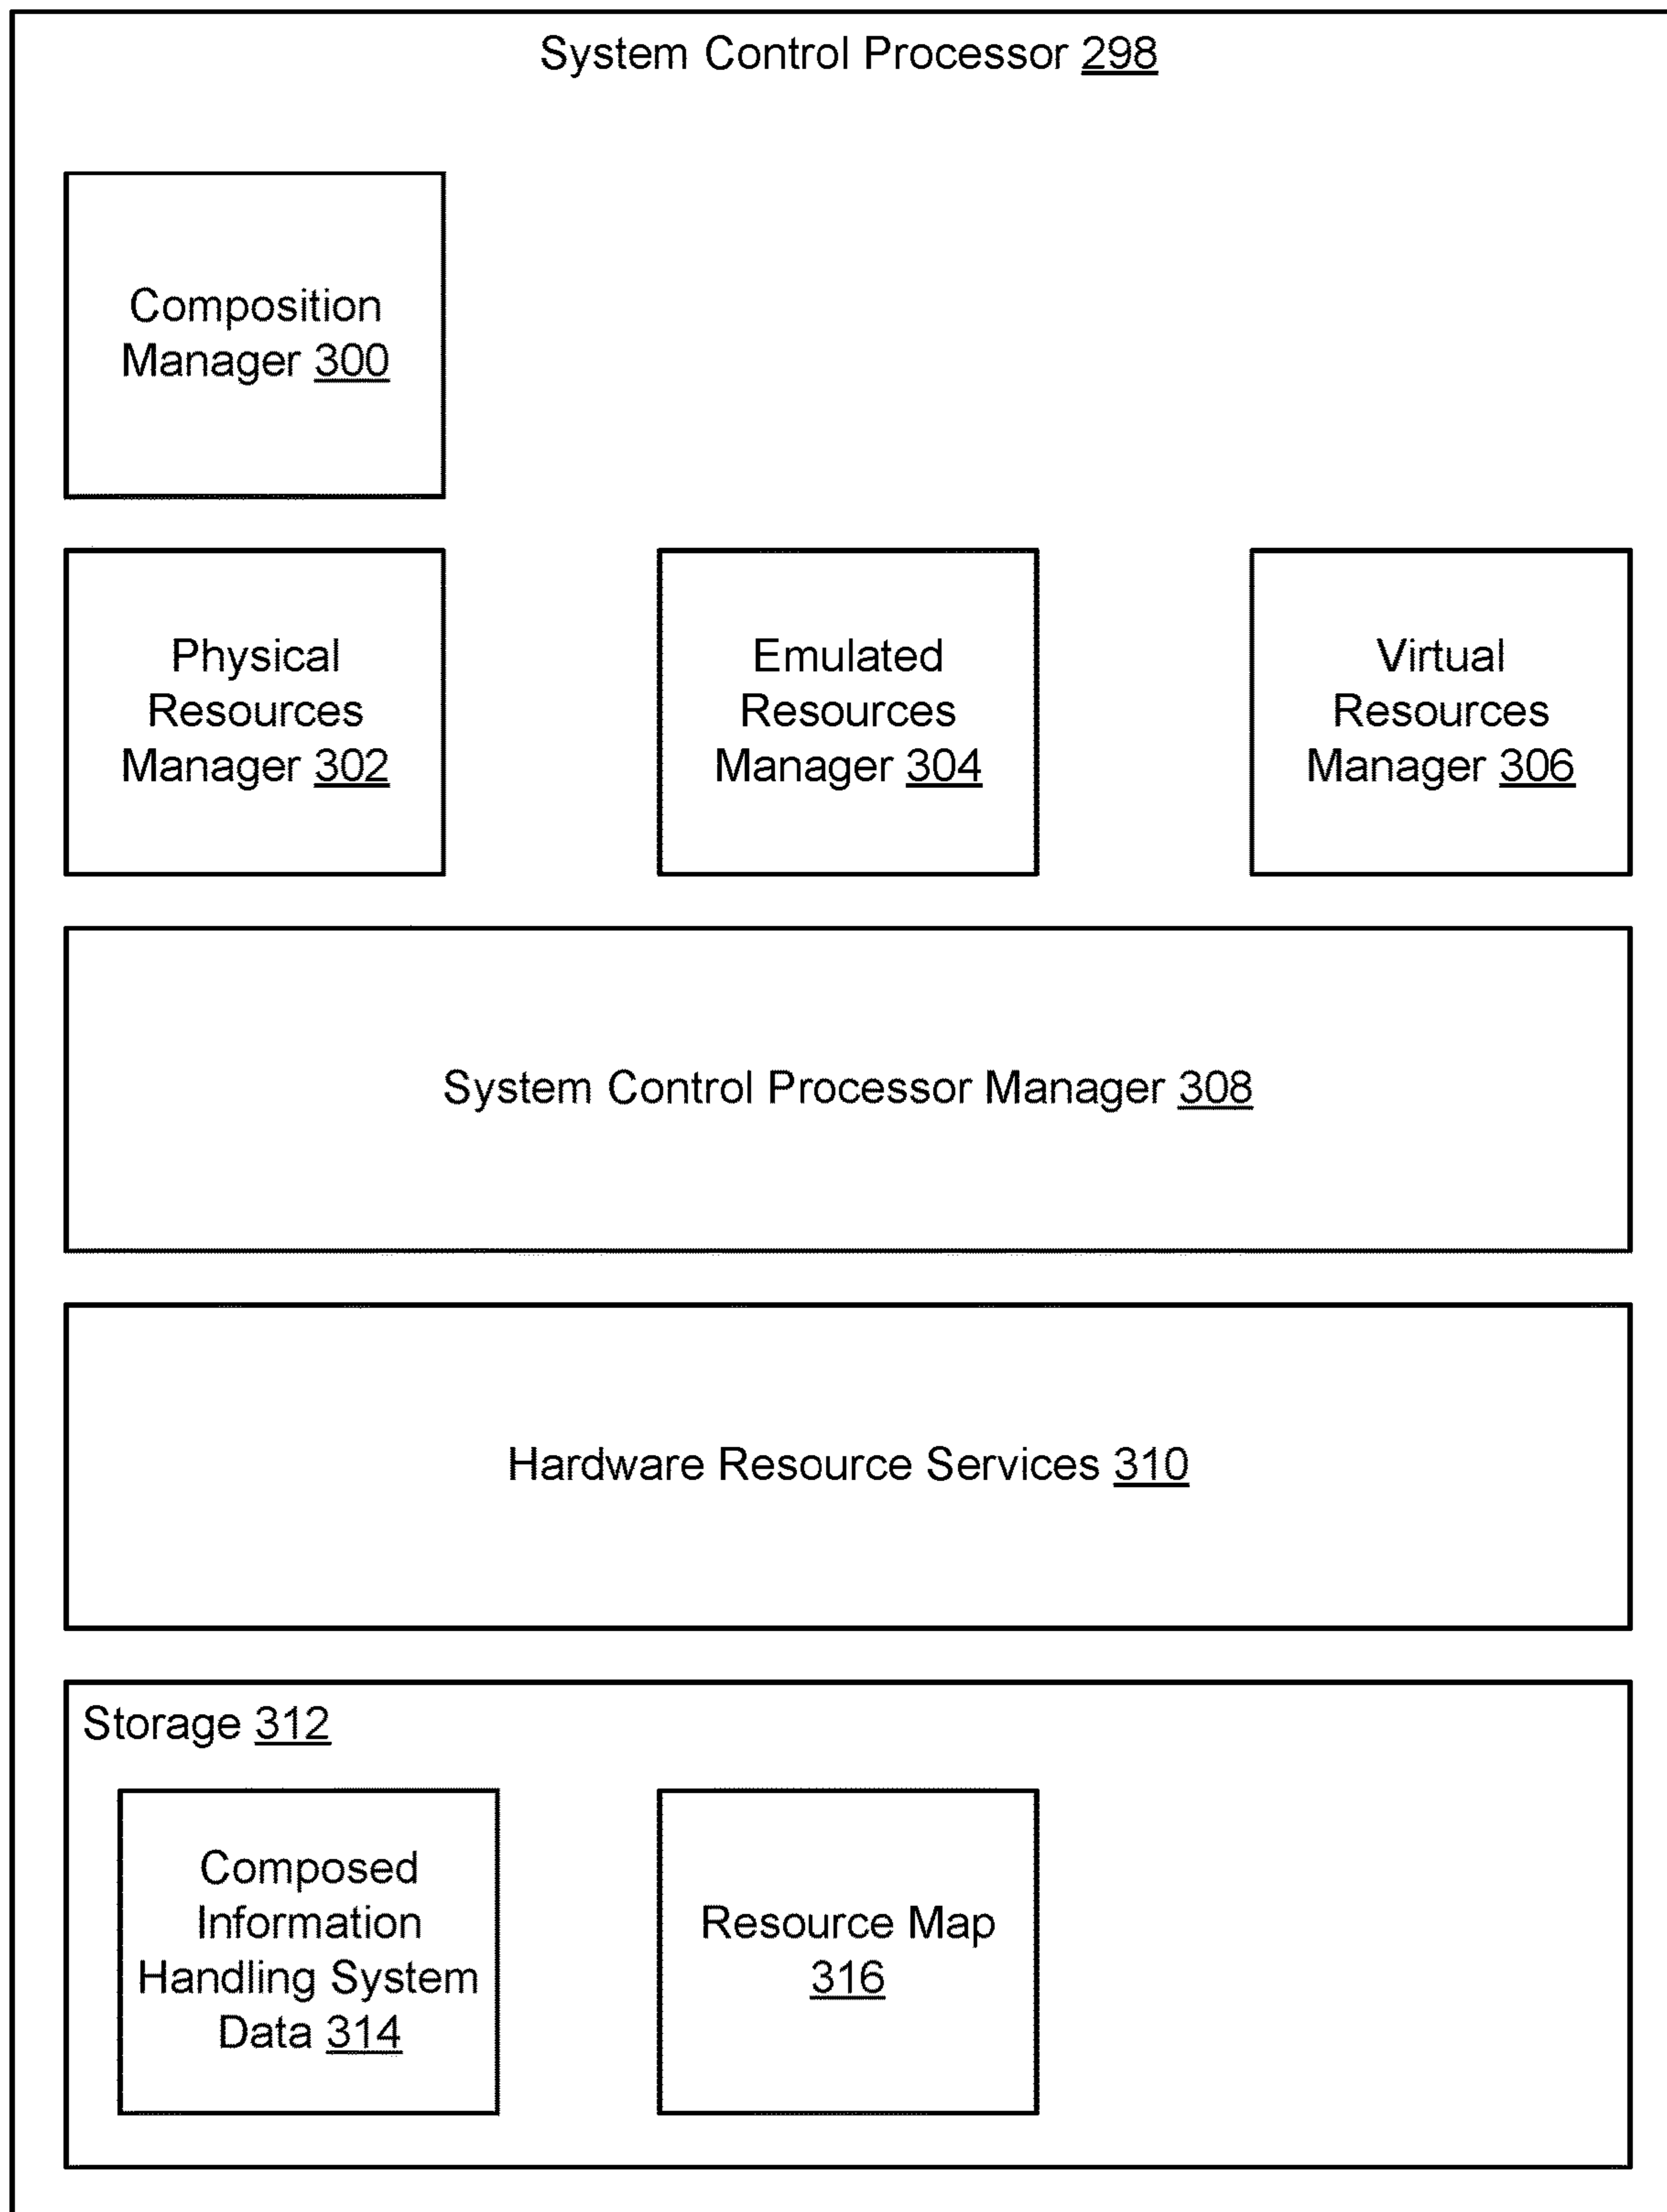 System Control Processor 298
Composition
Manager 300
Physical
Resources
Manager 302
Emulated
Resources
Manager 304
Virtual
Resources
Manager 306
System Control Processor Manager 308
Hardware Resource Services 310
Storage 312
Composed
Information
Handling System
Data 314
Resource Map
316